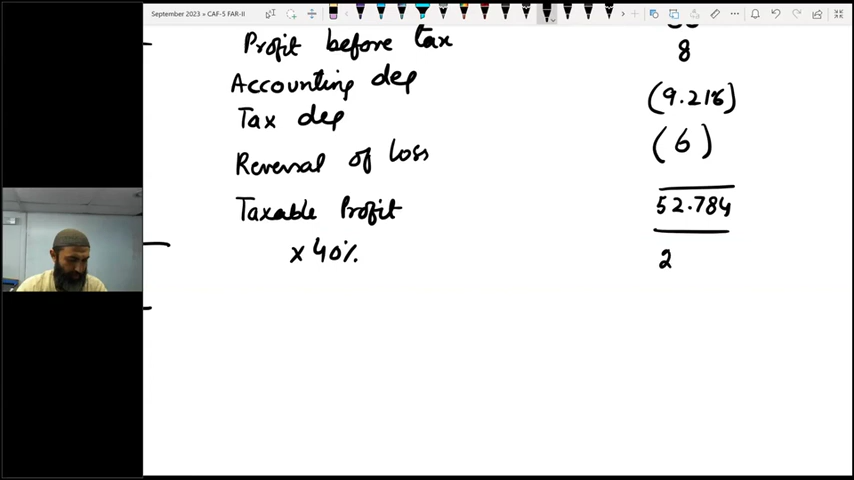 September 2023 » CAF-5 FAR-II
Profit before tax
Accounting dep 8
Tax dep (9.216)
Reversal of loss (6)
Taxable Profit 52.784
x 40% 2